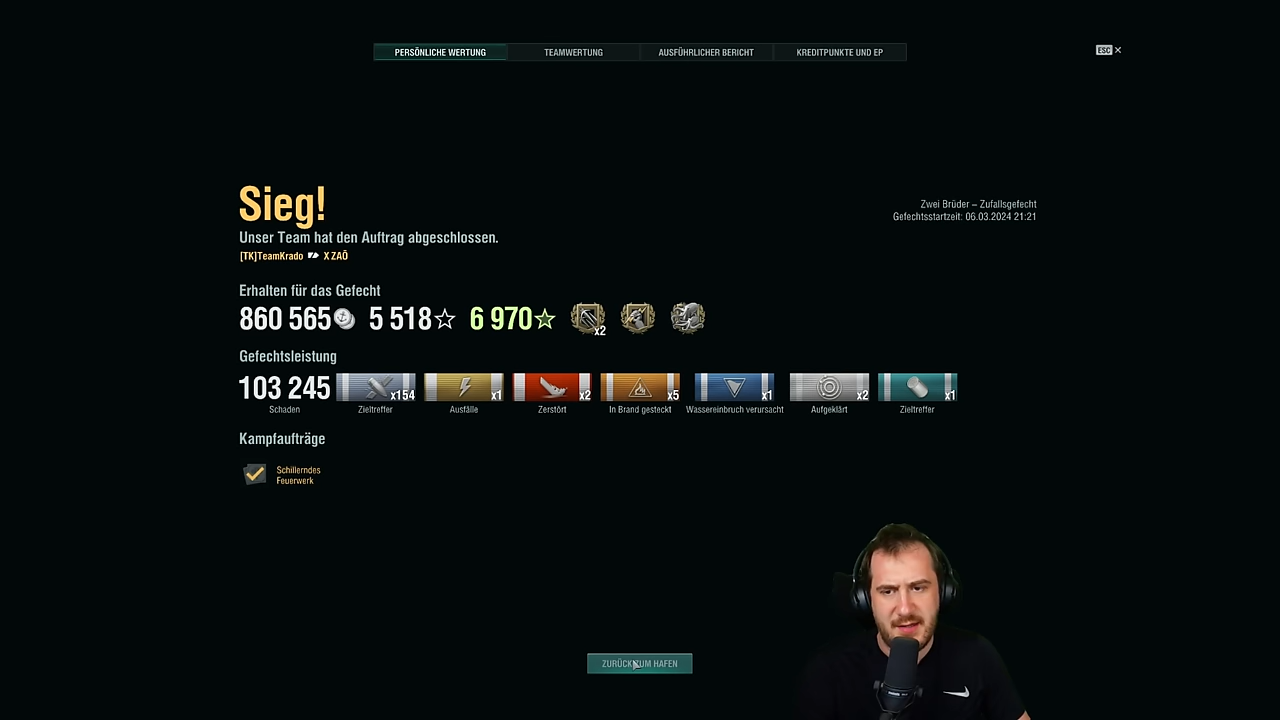 PERSÖNLICHE WERTUNG
TEAMWERTUNG
AUSFÜHRLICHER BERICHT
KREDITPUNKTE UND EP
ESC ×
Sieg!
Unser Team hat den Auftrag abgeschlossen.
[TK]TeamKrado X ZAŌ
Zwei Brüder – Zufallsgefecht
Gefechtsstartzeit: 06.03.2024 21:21
Erhalten für das Gefecht
860 565 5 518 6 970 x2
Gefechtsleistung
103 245 x154 x1 x2 x5 x1 x2 x1
Schaden Zieltreffer Ausfälle Zerstört In Brand gesteckt Wassereinbruch verursacht Aufgeklärt Zieltreffer
Kampfaufträge
Schillerndes
Feuerwerk
ZURÜCK ZUM HAFEN